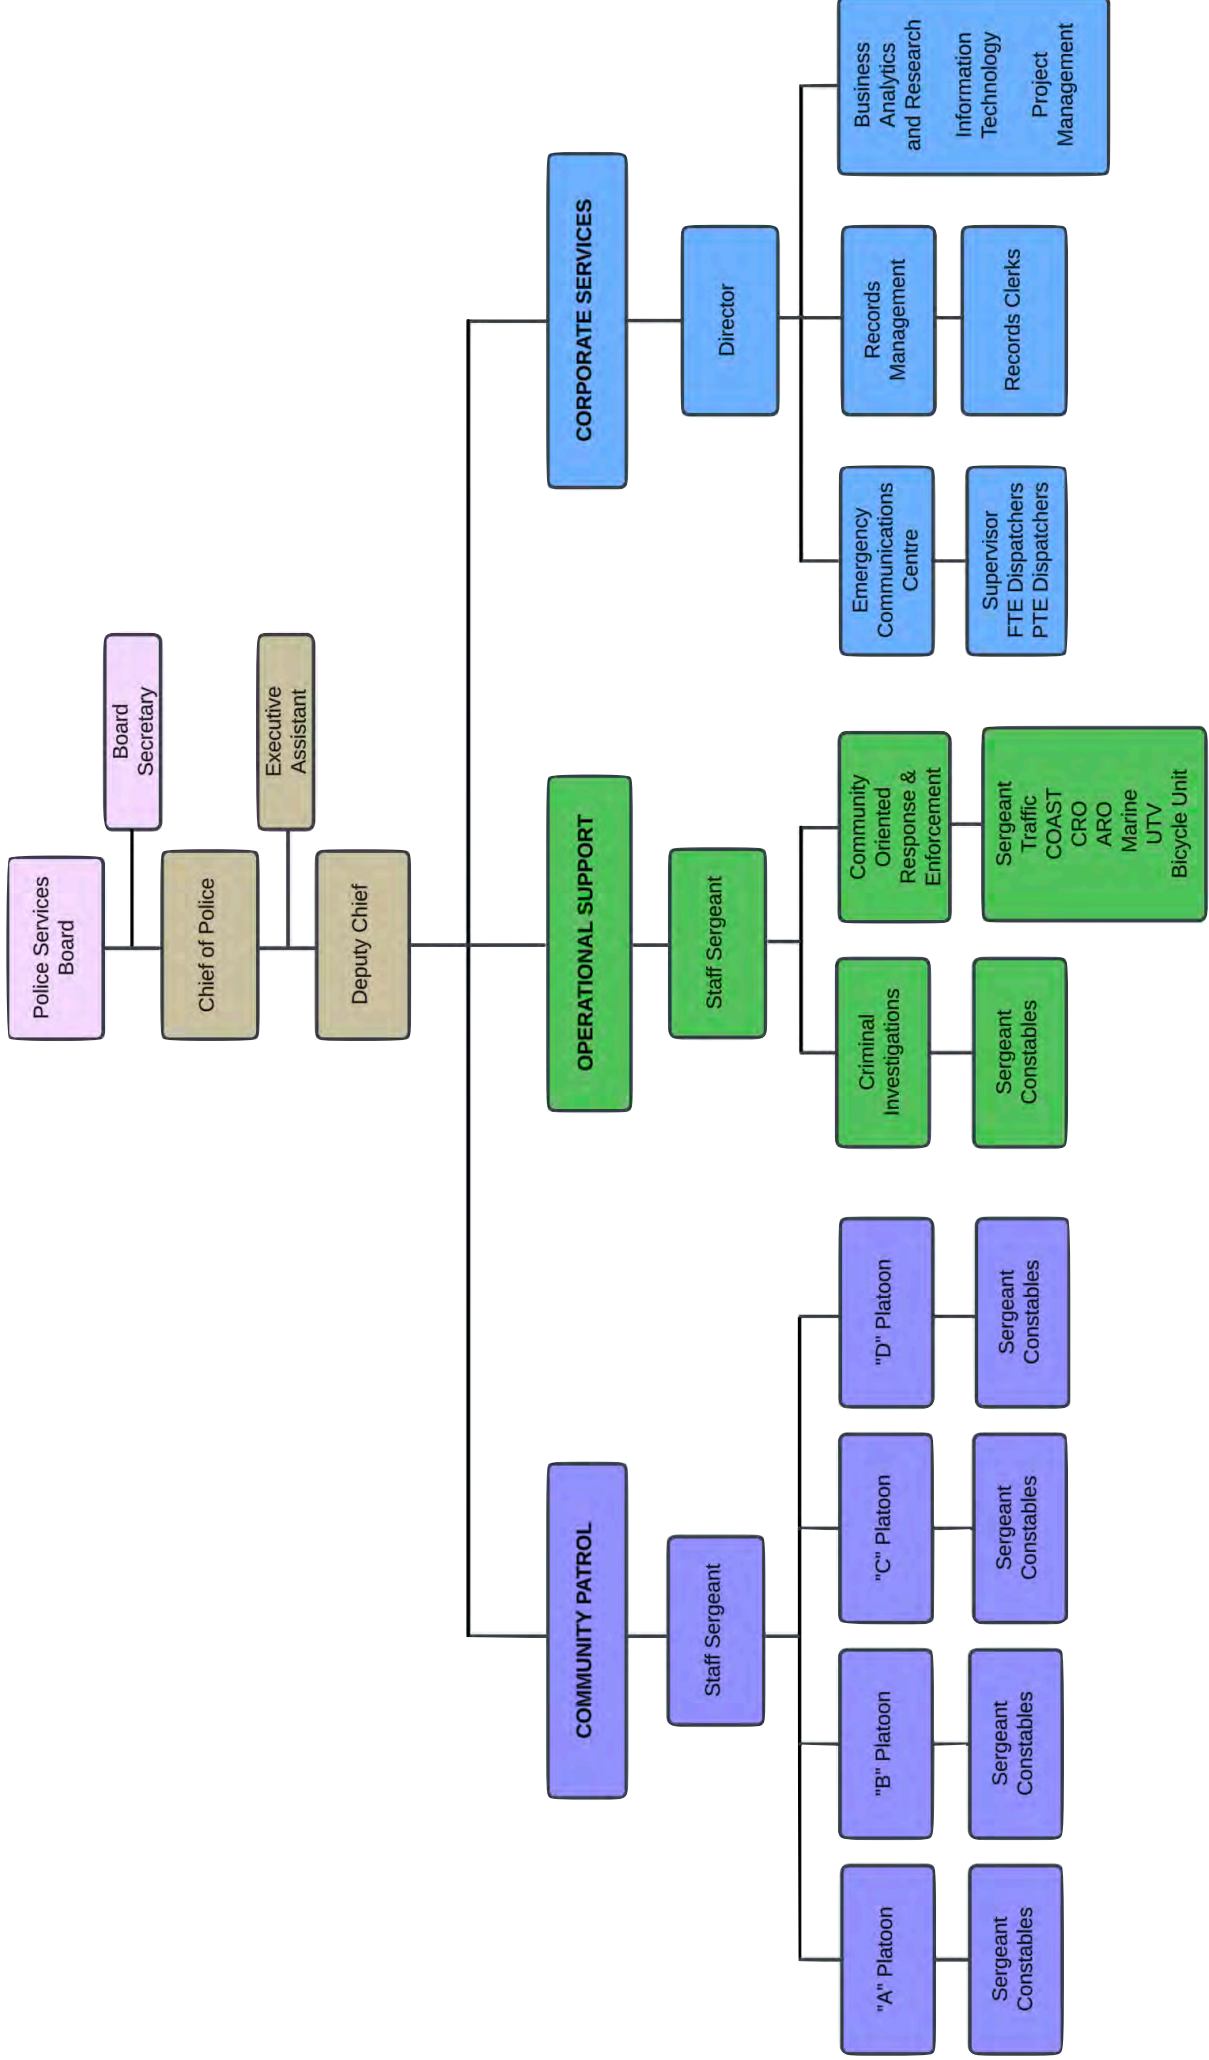 Police Services
Board
Board
Secretary
Chief of Police
Executive
Assistant
Deputy Chief
COMMUNITY PATROL
OPERATIONAL SUPPORT
CORPORATE SERVICES
Staff Sergeant
Staff Sergeant
Director
"A" Platoon
"B" Platoon
"C" Platoon
"D" Platoon
Criminal
Investigations
Community
Oriented
Response &
Enforcement
Emergency
Communications
Centre
Records
Management
Business
Analytics
and Research
Information
Technology
Project
Management
Sergeant
Constables
Sergeant
Constables
Sergeant
Constables
Sergeant
Constables
Sergeant
Constables
Sergeant
Traffic
COAST
CRO
ARO
Marine
UTV
Bicycle Unit
Supervisor
FTE Dispatchers
PTE Dispatchers
Records Clerks